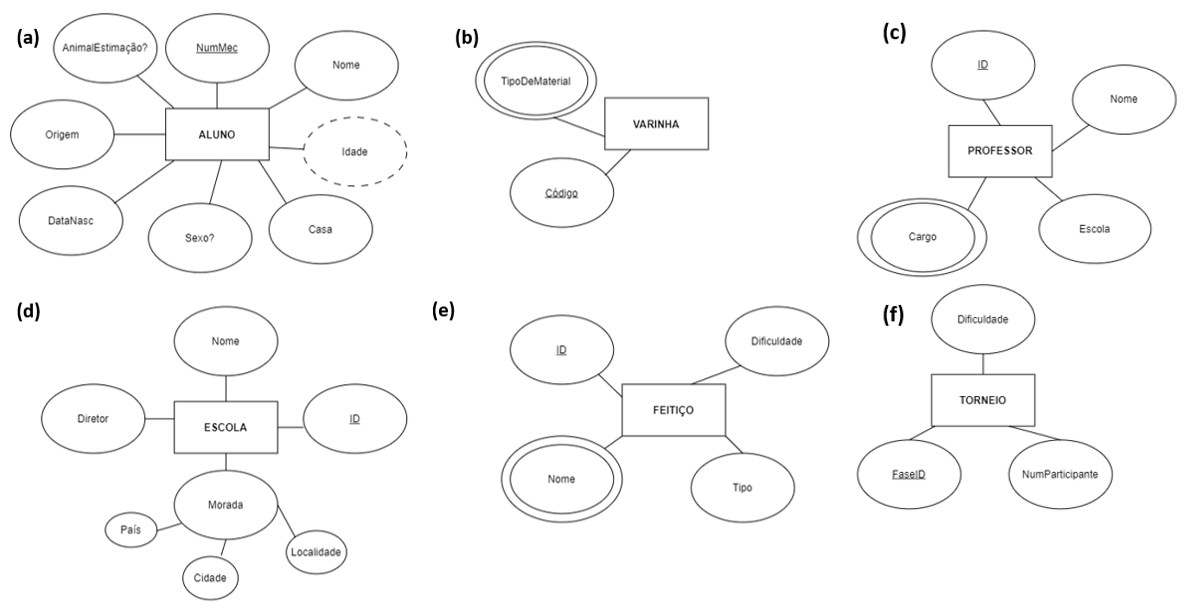 (a)
AnimalEstimação?
NumMec
Nome
Origem
ALUNO
Idade
DataNasc
Sexo?
Casa
(b)
TipoDeMaterial
VARINHA
Código
(c)
ID
Nome
PROFESSOR
Cargo
Escola
(d)
Nome
Diretor
ESCOLA
ID
Morada
País
Cidade
Localidade
(e)
ID
Dificuldade
FEITIÇO
Nome
Tipo
(f)
Dificuldade
TORNEIO
FaseID
NumParticipante